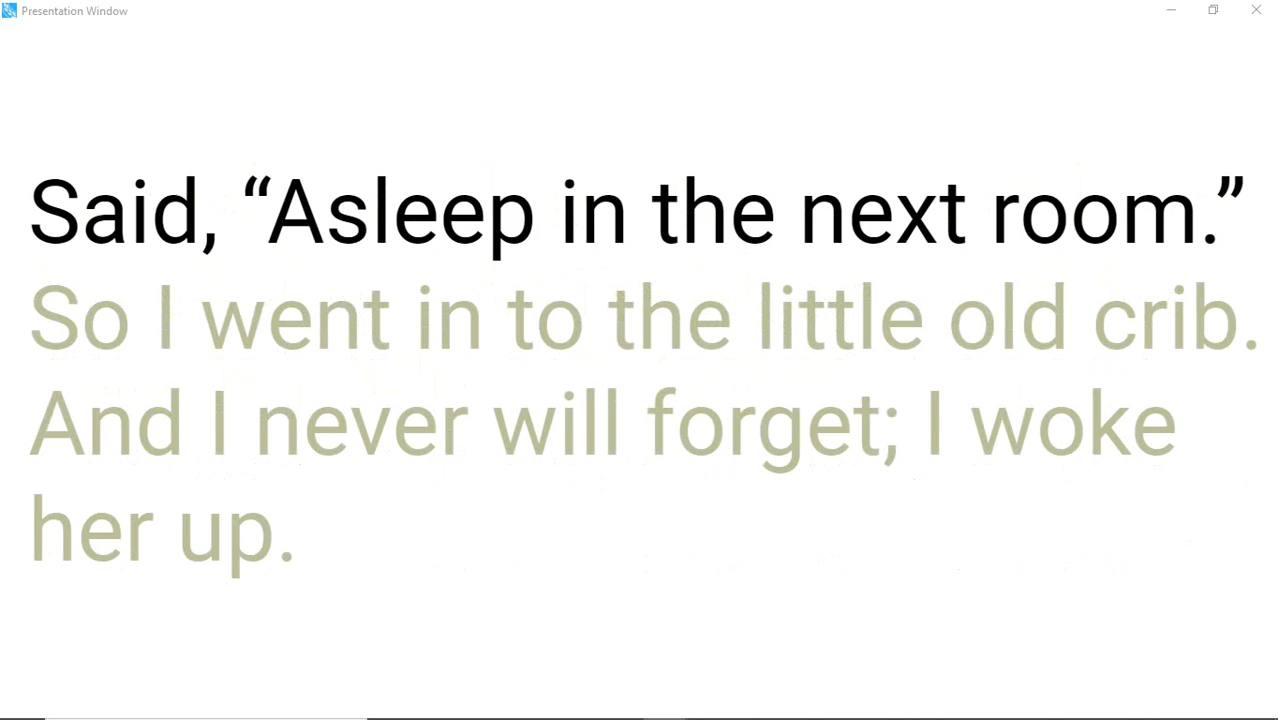 Presentation Window
Said, “Asleep in the next room.”
So I went in to the little old crib.
And I never will forget; I woke
her up.